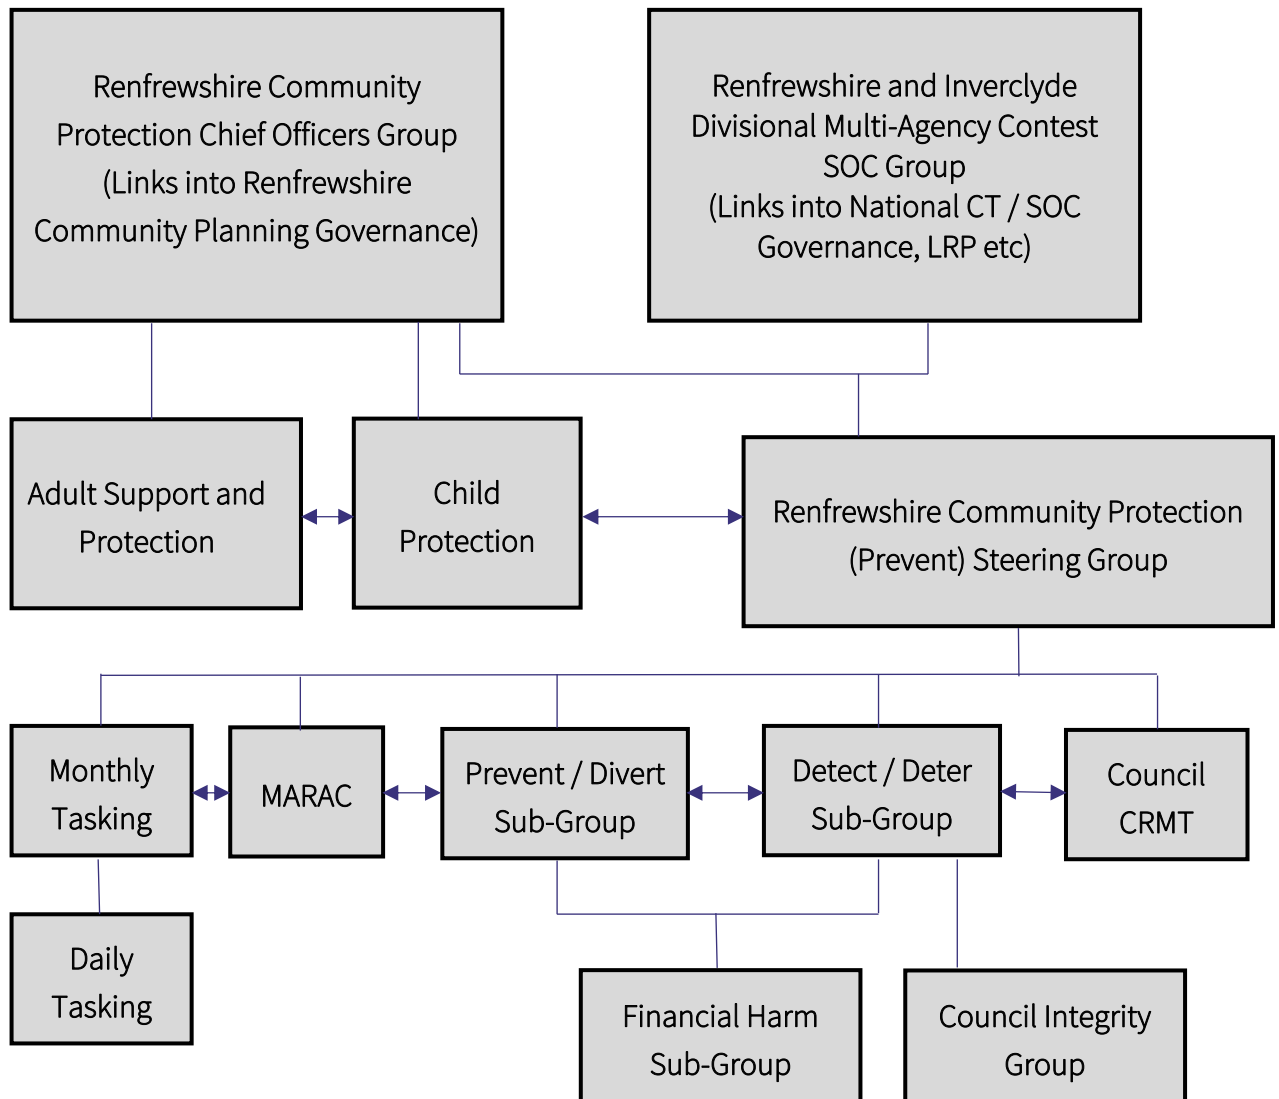 Renfrewshire Community
Protection Chief Officers Group
(Links into Renfrewshire
Community Planning Governance)
Renfrewshire and Inverclyde
Divisional Multi-Agency Contest
SOC Group
(Links into National CT / SOC
Governance, LRP etc)
Adult Support and
Protection
Child
Protection
Renfrewshire Community Protection
(Prevent) Steering Group
Monthly
Tasking
MARAC
Prevent / Divert
Sub-Group
Detect / Deter
Sub-Group
Council
CRMT
Daily
Tasking
Financial Harm
Sub-Group
Council Integrity
Group